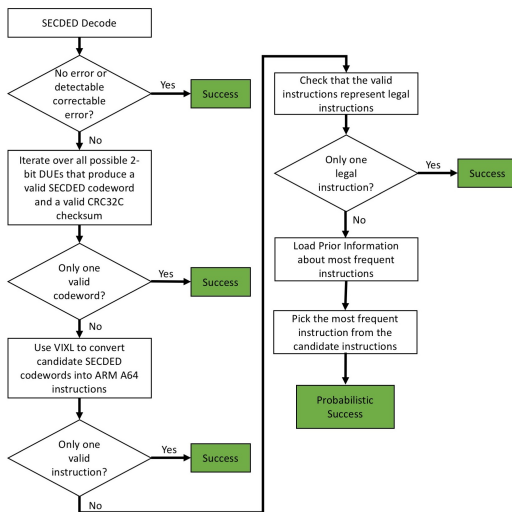 SECDED Decode
No error or
detectable
correctable
error?
Yes
Success
No
Iterate over all possible 2-
bit DUEs that produce a
valid SECDED codeword
and a valid CRC32C
checksum
Only one
valid
codeword?
Yes
Success
No
Use VIXL to convert
candidate SECDED
codewords into ARM A64
instructions
Only one
valid
instruction?
Yes
Success
No
Check that the valid
instructions represent legal
instructions
Only one
legal
instruction?
Yes
Success
No
Load Prior Information
about most frequent
instructions
Pick the most frequent
instruction from the
candidate instructions
Probabilistic
Success